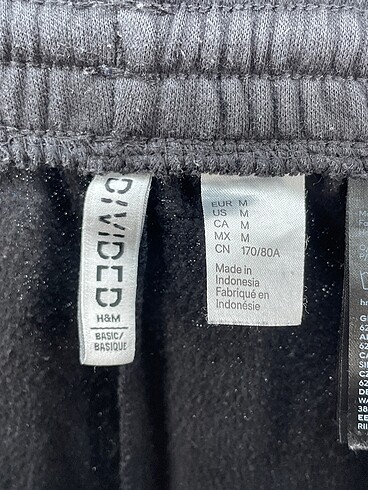 DIVIDED
H&M
BASIC/
BASIQUE
EUR M
US M
CA M
MX M
CN 170/80A
Made in
Indonesia
Fabriqué en
Indonésie